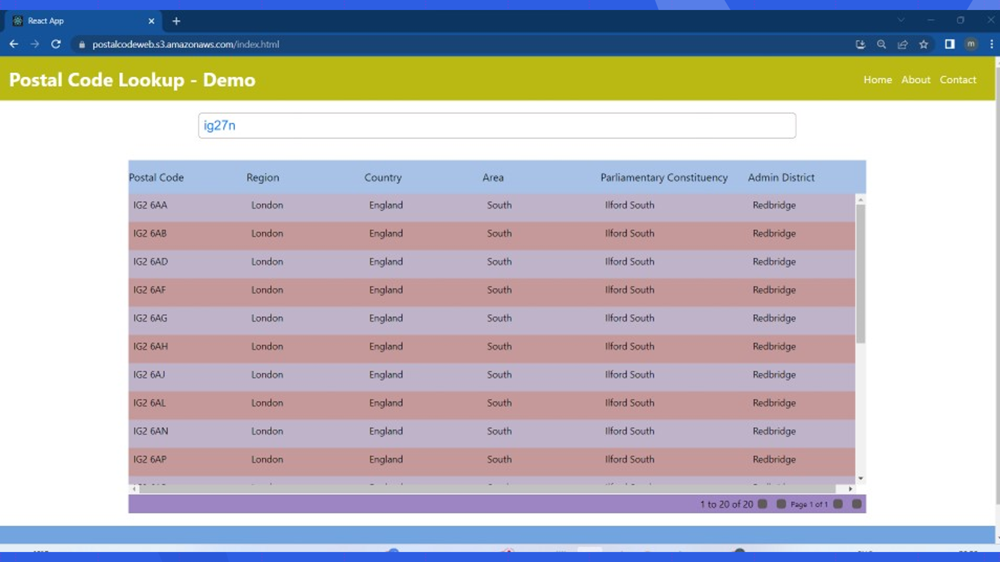 React App
postalcodeweb.s3.amazonaws.com/index.html
m
Postal Code Lookup - Demo
Home About Contact
ig27n
Postal Code Region Country Area Parliamentary Constituency Admin District
IG2 6AA London England South Ilford South Redbridge
IG2 6AB London England South Ilford South Redbridge
IG2 6AD London England South Ilford South Redbridge
IG2 6AF London England South Ilford South Redbridge
IG2 6AG London England South Ilford South Redbridge
IG2 6AH London England South Ilford South Redbridge
IG2 6AJ London England South Ilford South Redbridge
IG2 6AL London England South Ilford South Redbridge
IG2 6AN London England South Ilford South Redbridge
IG2 6AP London England South Ilford South Redbridge
1 to 20 of 20 Page 1 of 1